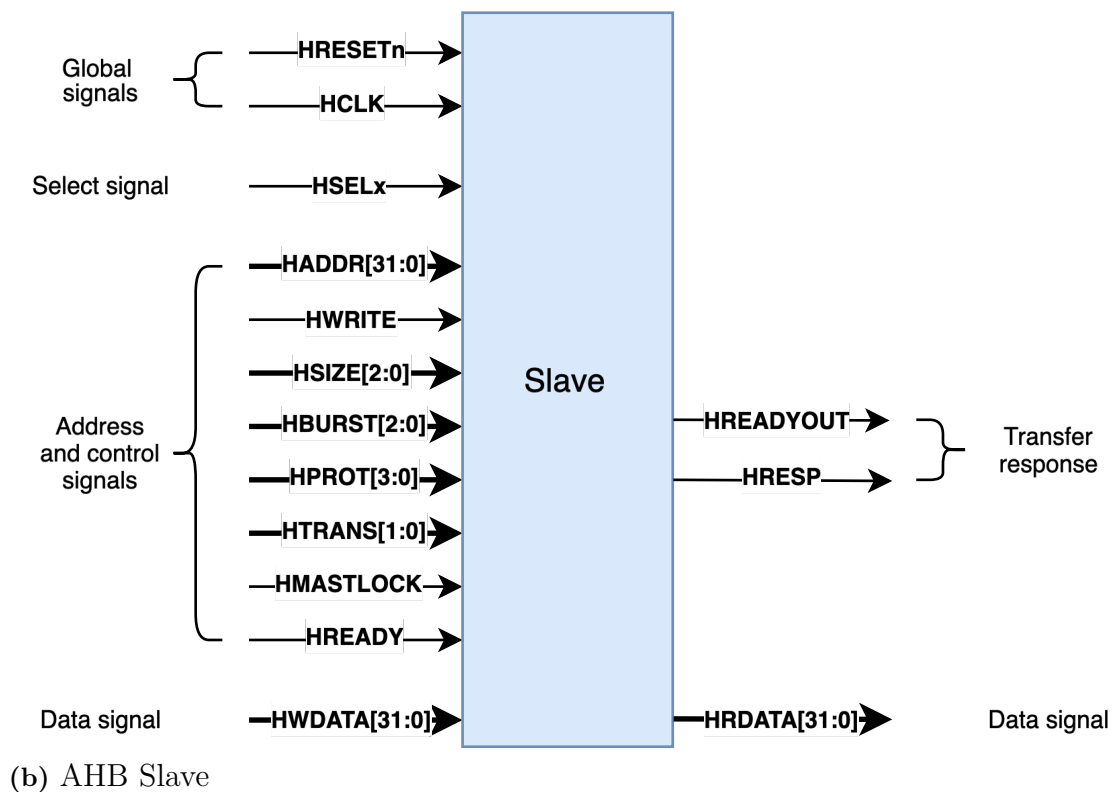 Global
signals
HRESETn
HCLK
Select signal
HSELx
Address
and control
signals
HADDR[31:0]
HWRITE
HSIZE[2:0]
HBURST[2:0]
HPROT[3:0]
HTRANS[1:0]
HMASTLOCK
HREADY
Data signal
HWDATA[31:0]
Slave
HREADYOUT
HRESP
Transfer
response
HRDATA[31:0]
Data signal
(b) AHB Slave